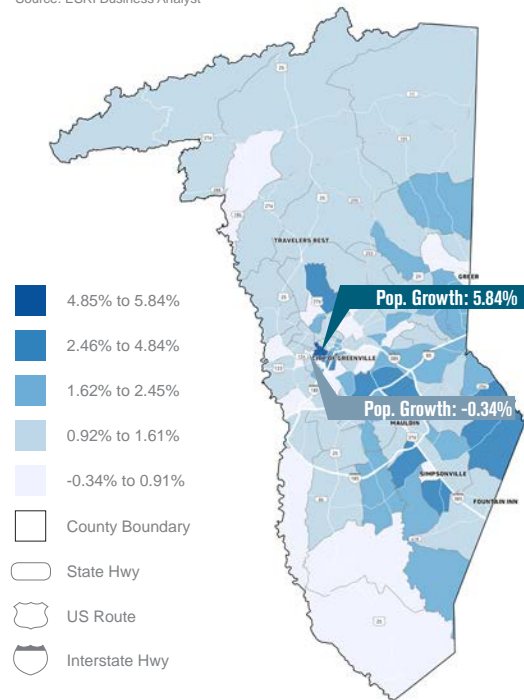 Source: ESRI Business Analyst
TRAVELERS REST
GREER
Pop. Growth: 5.84%
CITY OF GREENVILLE
Pop. Growth: -0.34%
MAULDIN
SIMPSONVILLE
FOUNTAIN INN
4.85% to 5.84%
2.46% to 4.84%
1.62% to 2.45%
0.92% to 1.61%
-0.34% to 0.91%
County Boundary
State Hwy
US Route
Interstate Hwy